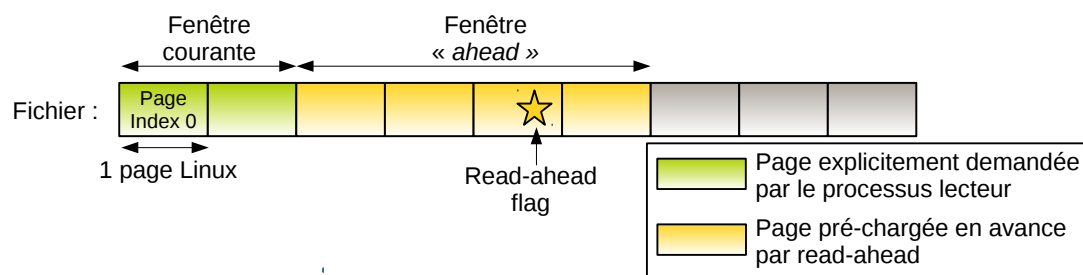 Fenêtre
courante
Fenêtre
« ahead »
Fichier :
Page
Index 0
1 page Linux
Read-ahead
flag
Page explicitement demandée
par le processus lecteur
Page pré-chargée en avance
par read-ahead